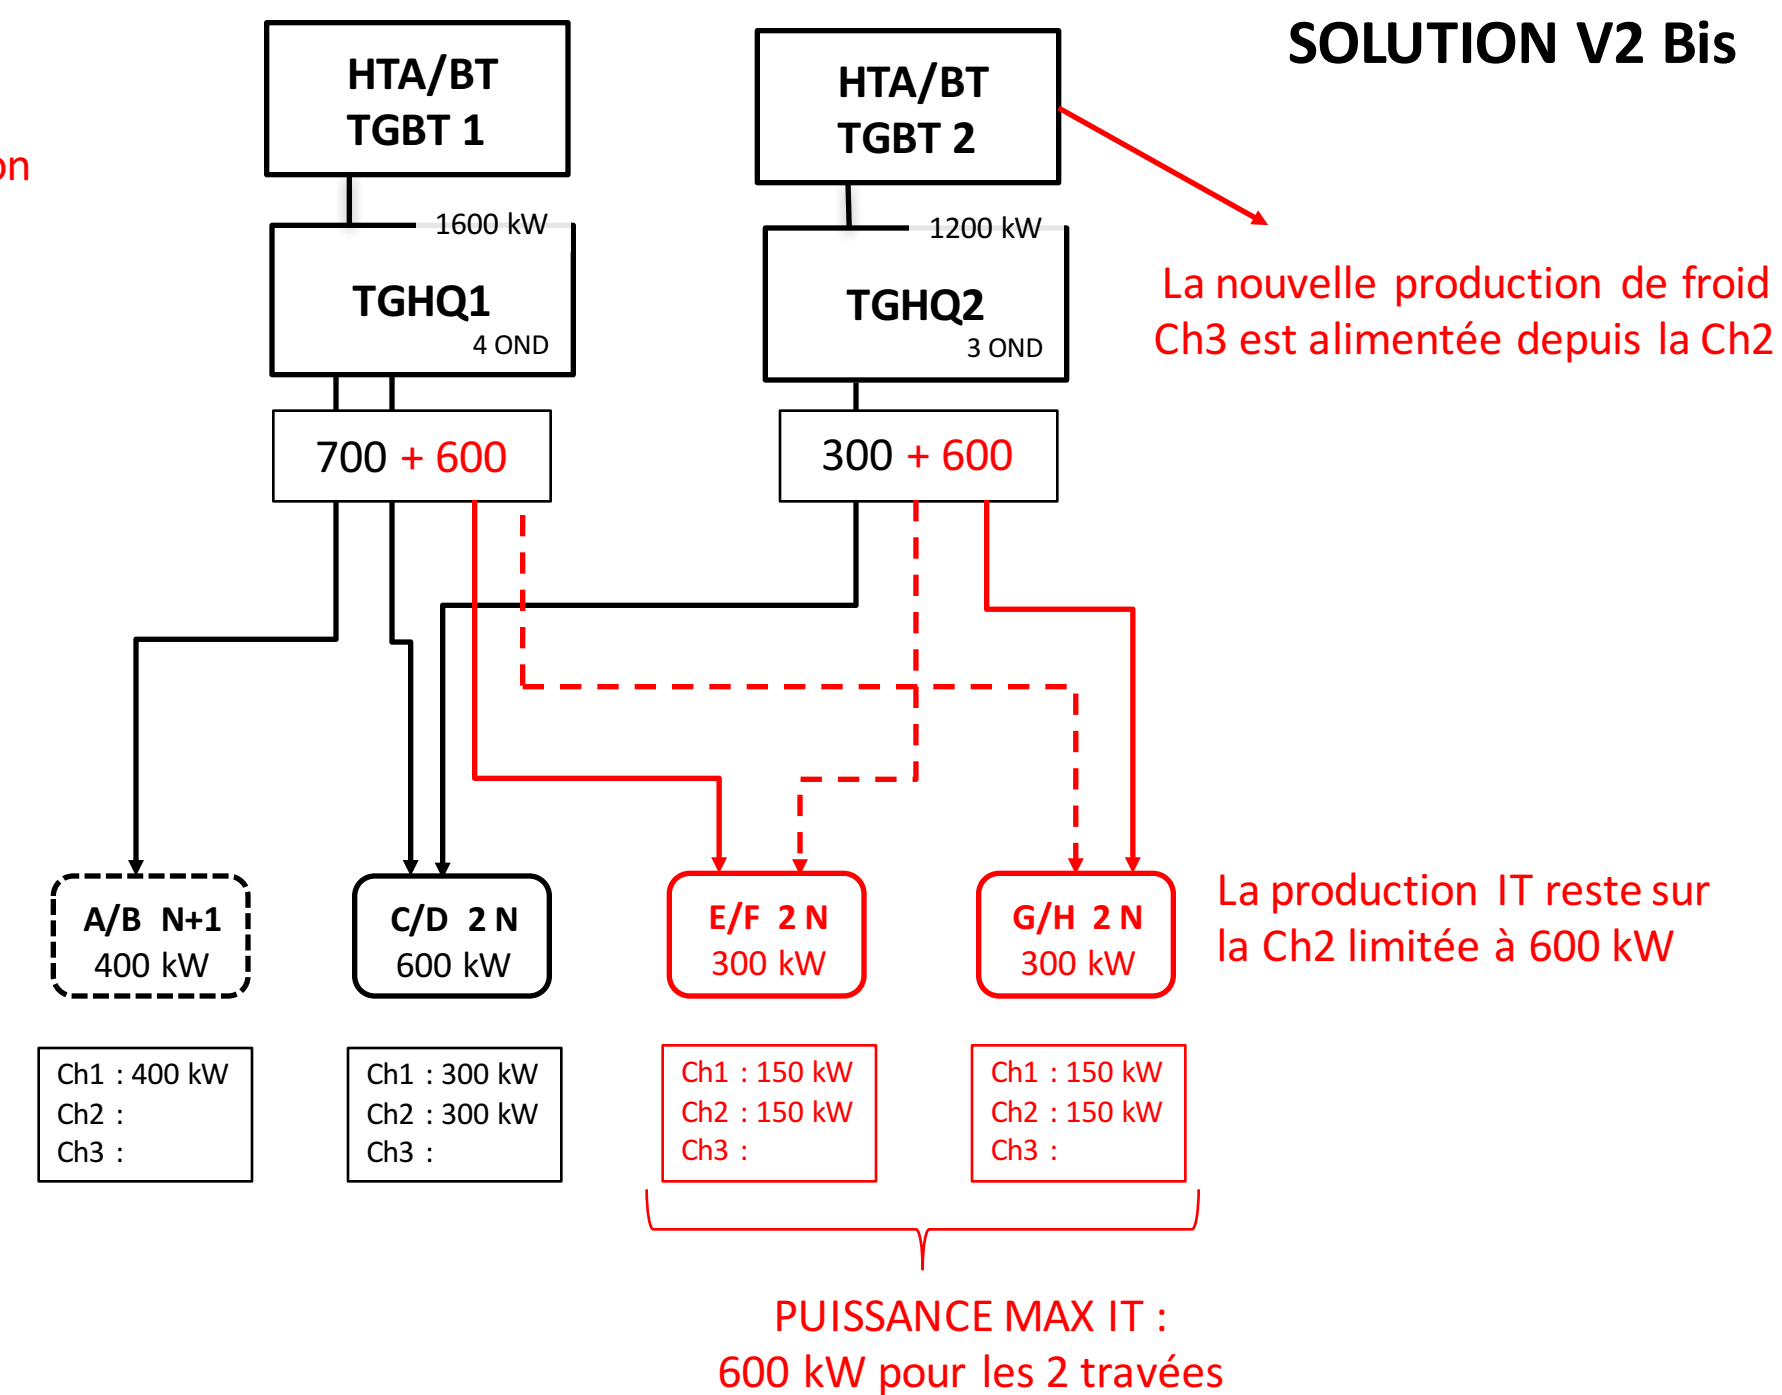 SOLUTION V2 Bis
HTA/BT
TGBT 1
HTA/BT
TGBT 2
on
1600 kW
TGHQ1
4 OND
1200 kW
TGHQ2
3 OND
La nouvelle production de froid
Ch3 est alimentée depuis la Ch2
700 + 600
300 + 600
A/B N+1
400 kW
C/D 2 N
600 kW
E/F 2 N
300 kW
G/H 2 N
300 kW
La production IT reste sur
la Ch2 limitée à 600 kW
Ch1 : 400 kW
Ch2 :
Ch3 :
Ch1 : 300 kW
Ch2 : 300 kW
Ch3 :
Ch1 : 150 kW
Ch2 : 150 kW
Ch3 :
Ch1 : 150 kW
Ch2 : 150 kW
Ch3 :
PUISSANCE MAX IT :
600 kW pour les 2 travées